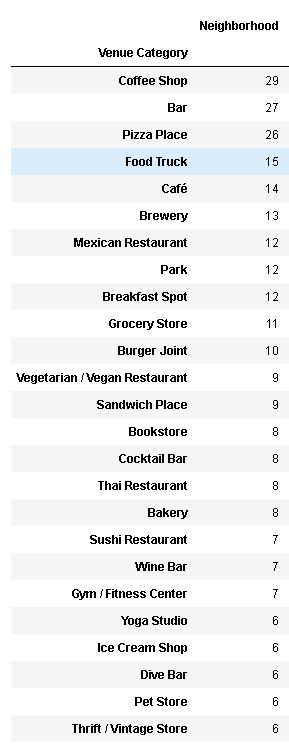 Neighborhood
Venue Category
Coffee Shop 29
Bar 27
Pizza Place 26
Food Truck 15
Café 14
Brewery 13
Mexican Restaurant 12
Park 12
Breakfast Spot 12
Grocery Store 11
Burger Joint 10
Vegetarian / Vegan Restaurant 9
Sandwich Place 9
Bookstore 8
Cocktail Bar 8
Thai Restaurant 8
Bakery 8
Sushi Restaurant 7
Wine Bar 7
Gym / Fitness Center 7
Yoga Studio 6
Ice Cream Shop 6
Dive Bar 6
Pet Store 6
Thrift / Vintage Store 6